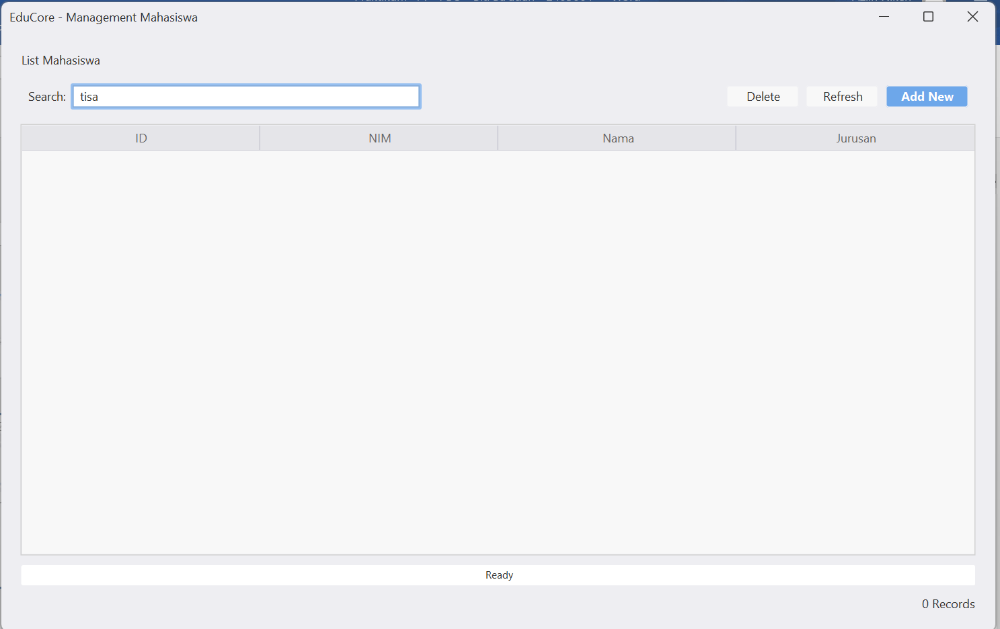 EduCore - Management Mahasiswa
List Mahasiswa
Search: tisa Delete Refresh Add New
ID NIM Nama Jurusan
Ready
0 Records